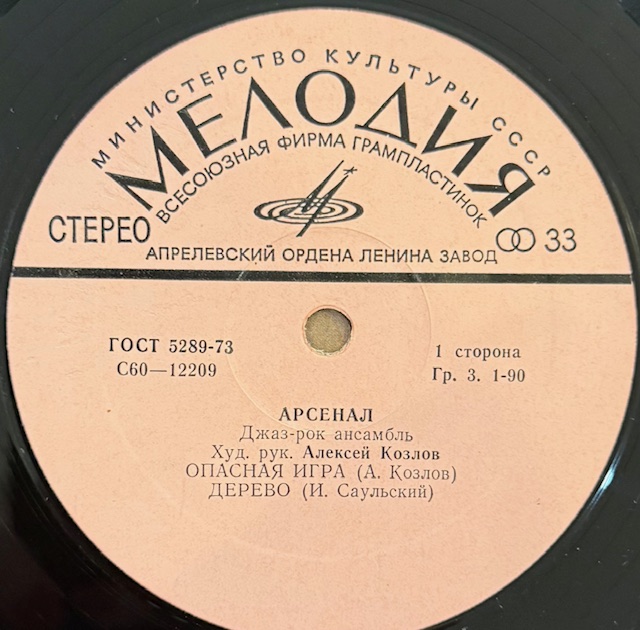 МИНИСТЕРСТВО КУЛЬТУРЫ СССР
МЕЛОДИЯ
ВСЕСОЮЗНАЯ ФИРМА ГРАМПЛАСТИНОК
СТЕРЕО
33
АПРЕЛЕВСКИЙ ОРДЕНА ЛЕНИНА ЗАВОД
ГОСТ 5289-73
С60—12209
1 сторона
Гр. 3. 1-90
АРСЕНАЛ
Джаз-рок ансамбль
Худ. рук. Алексей Козлов
ОПАСНАЯ ИГРА (А. Козлов)
ДЕРЕВО (И. Саульский)